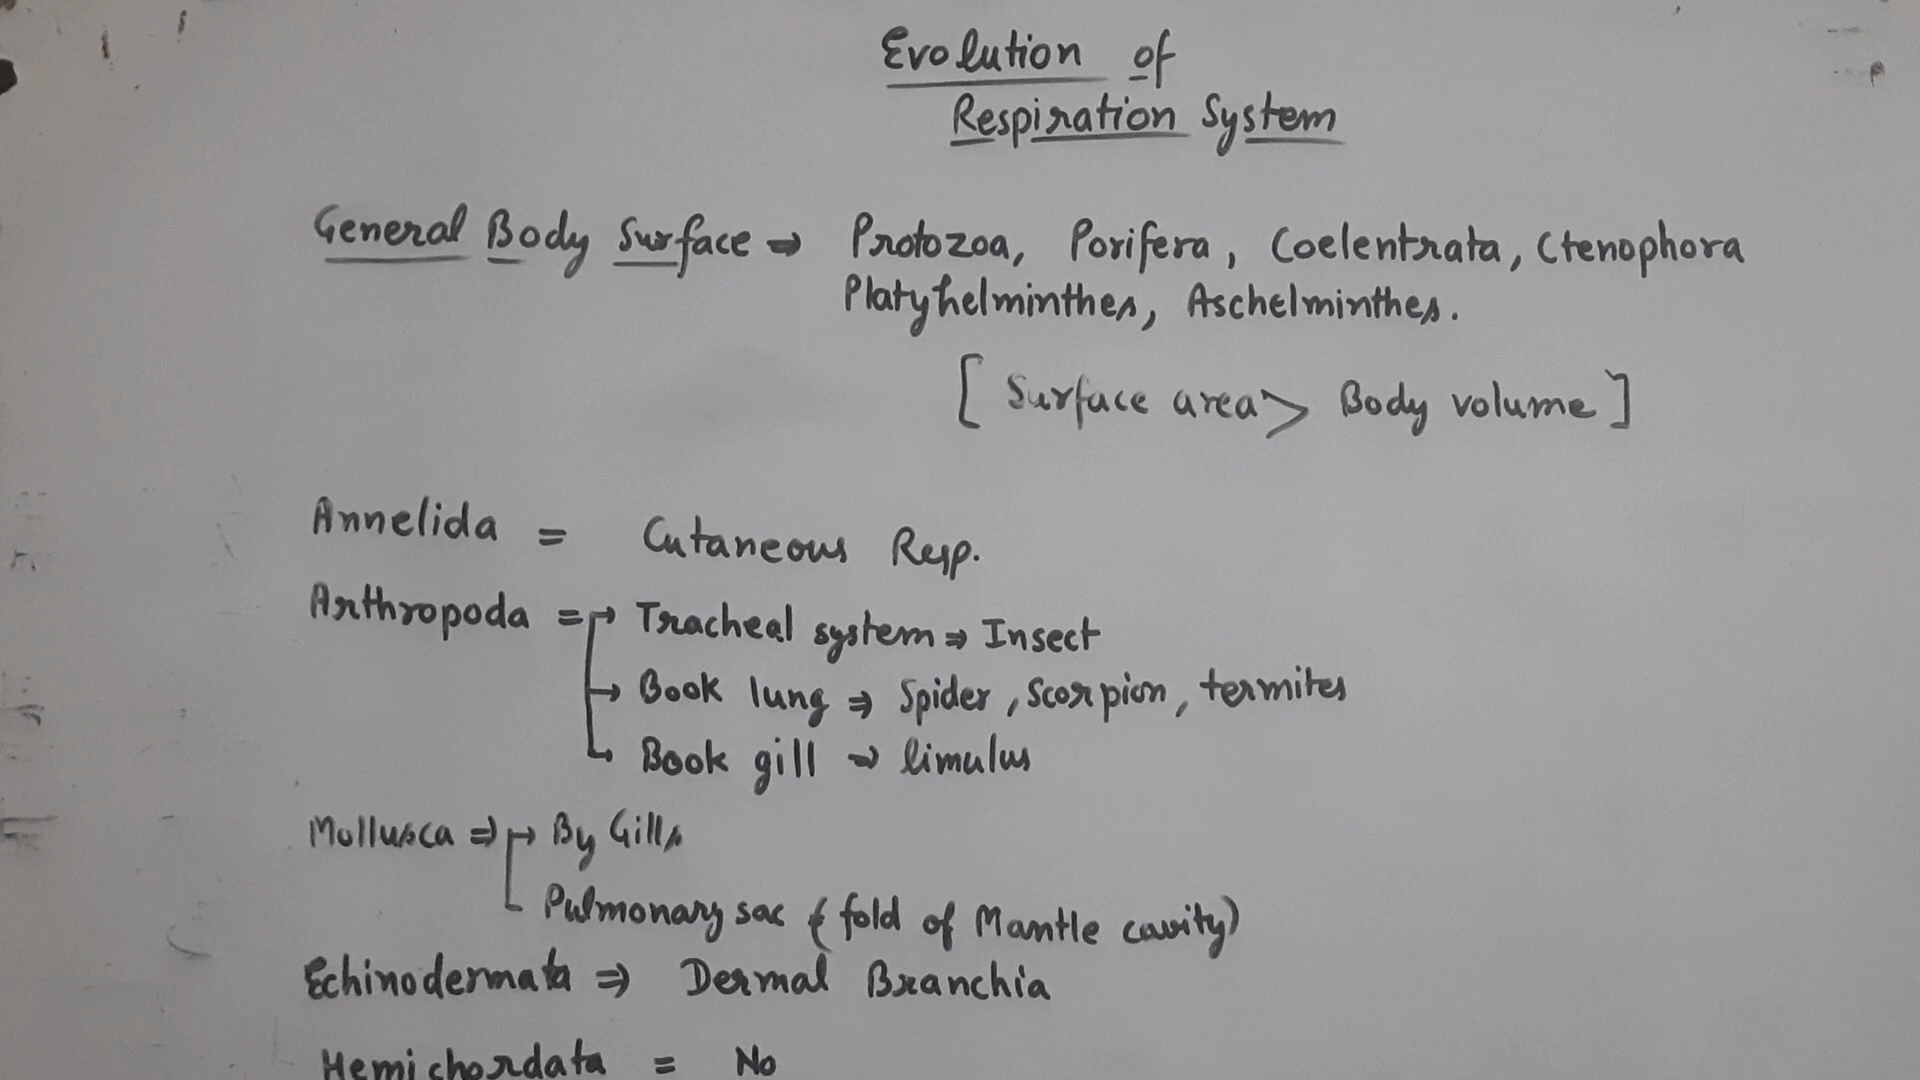 Evolution of
Respiration System
General Body Surface ⇒ Protozoa, Porifera, Coelentrata, Ctenophora
Platyhelminthes, Aschelminthes.
[ Surface area > Body volume ]
Annelida = Cutaneous Resp.
Arthropoda = → Tracheal system ⇒ Insect
→ Book lung ⇒ Spider, Scorpion, termites
→ Book gill ⇒ limulus
Mollusca ⇒ → By Gills
Pulmonary sac ( fold of Mantle cavity)
Echinodermata ⇒ Dermal Branchia
Hemichordata = No